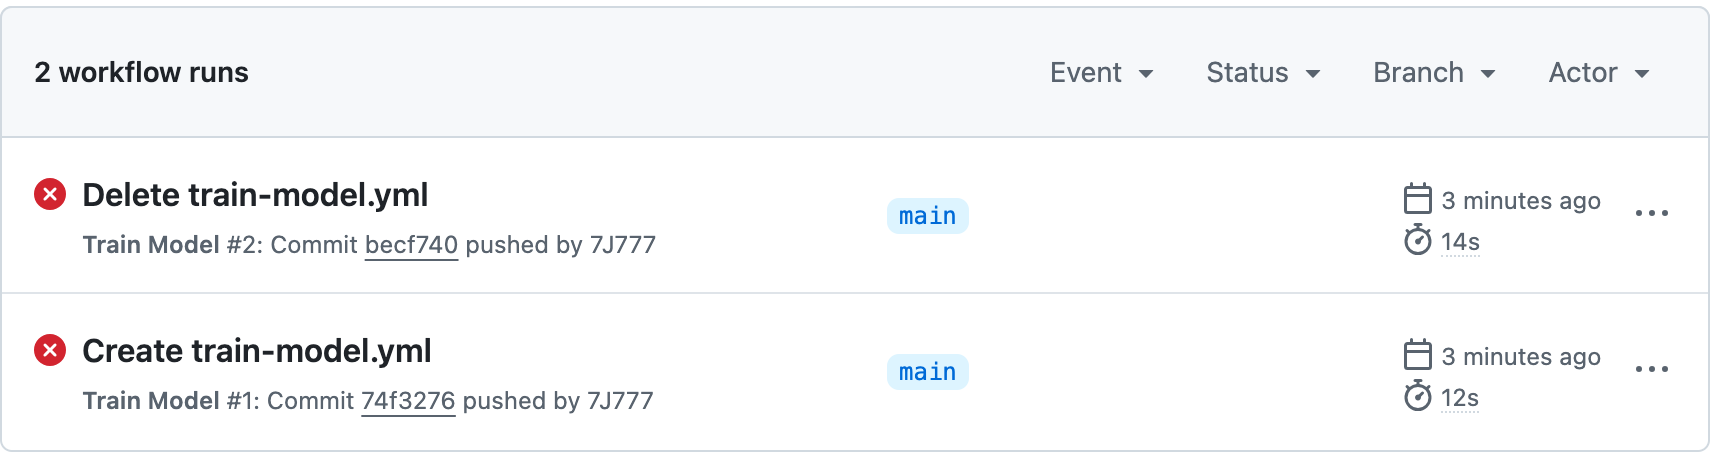 2 workflow runs
Event Status Branch Actor
Delete train-model.yml
Train Model #2: Commit becf740 pushed by 7J777
main
3 minutes ago
14s
Create train-model.yml
Train Model #1: Commit 74f3276 pushed by 7J777
main
3 minutes ago
12s